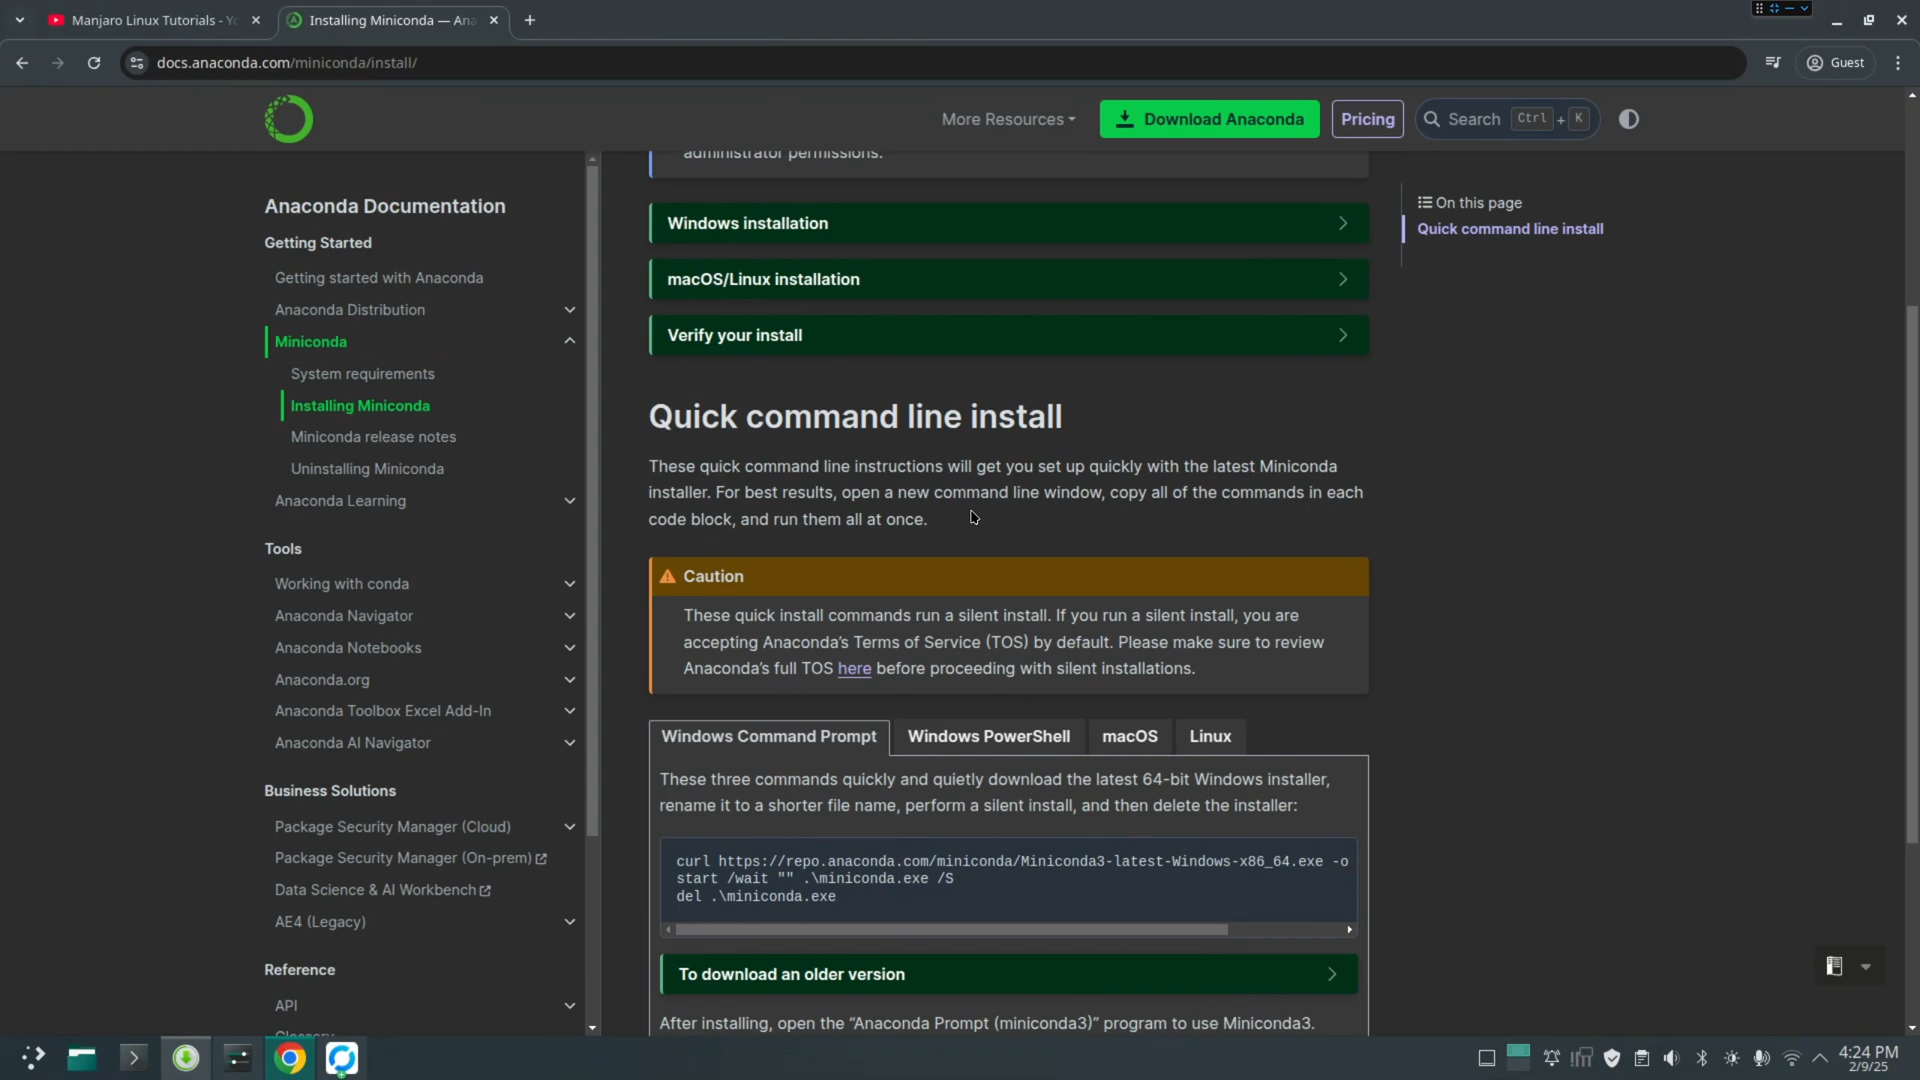 Manjaro Linux Tutorials - Yo
Installing Miniconda — Ana
docs.anaconda.com/miniconda/install/
Guest
More Resources
Download Anaconda
Pricing
Search Ctrl + K
Anaconda Documentation
Getting Started
Getting started with Anaconda
Anaconda Distribution
Miniconda
System requirements
Installing Miniconda
Miniconda release notes
Uninstalling Miniconda
Anaconda Learning
Tools
Working with conda
Anaconda Navigator
Anaconda Notebooks
Anaconda.org
Anaconda Toolbox Excel Add-In
Anaconda AI Navigator
Business Solutions
Package Security Manager (Cloud)
Package Security Manager (On-prem)
Data Science & AI Workbench
AE4 (Legacy)
Reference
API
Glossary
administrator permissions.
Windows installation
macOS/Linux installation
Verify your install
Quick command line install
These quick command line instructions will get you set up quickly with the latest Miniconda
installer. For best results, open a new command line window, copy all of the commands in each
code block, and run them all at once.
Caution
These quick install commands run a silent install. If you run a silent install, you are
accepting Anaconda’s Terms of Service (TOS) by default. Please make sure to review
Anaconda’s full TOS here before proceeding with silent installations.
Windows Command Prompt Windows PowerShell macOS Linux
These three commands quickly and quietly download the latest 64-bit Windows installer,
rename it to a shorter file name, perform a silent install, and then delete the installer:
curl https://repo.anaconda.com/miniconda/Miniconda3-latest-Windows-x86_64.exe -o
start /wait "" .\miniconda.exe /S
del .\miniconda.exe
To download an older version
After installing, open the “Anaconda Prompt (miniconda3)” program to use Miniconda3.
On this page
Quick command line install
4:24 PM
2/9/25